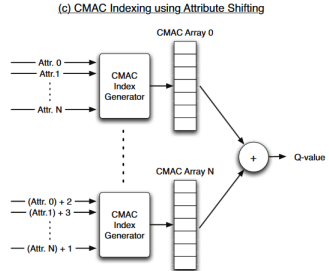 (c) CMAC Indexing using Attribute Shifting
CMAC Array 0
Attr. 0
Attr.1
Attr. N
CMAC
Index
Generator
+
Q-value
CMAC Array N
(Attr. 0) + 2
(Attr.1) + 3
(Attr. N) + 1
CMAC
Index
Generator